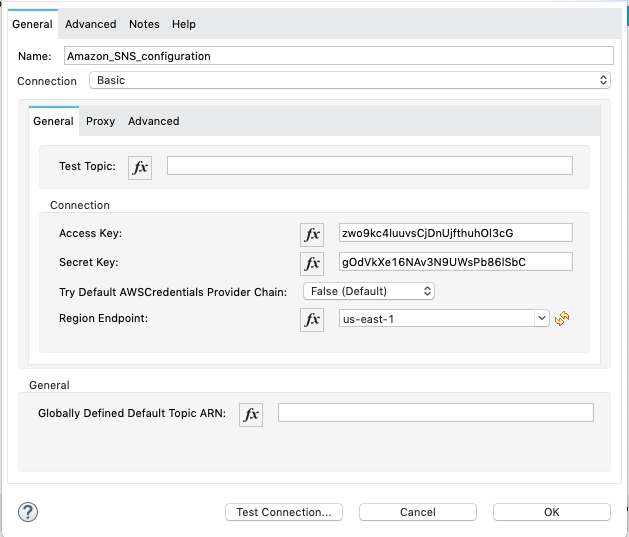 General Advanced Notes Help
Name: Amazon_SNS_configuration
Connection Basic
General Proxy Advanced
Test Topic: fx
Connection
Access Key: fx zwo9kc4luuvsCjDnUjfthuhOl3cG
Secret Key: fx gOdVkXe16NAv3N9UWsPb86lSbC
Try Default AWSCredentials Provider Chain: False (Default)
Region Endpoint: fx us-east-1
General
Globally Defined Default Topic ARN: fx
? Test Connection... Cancel OK